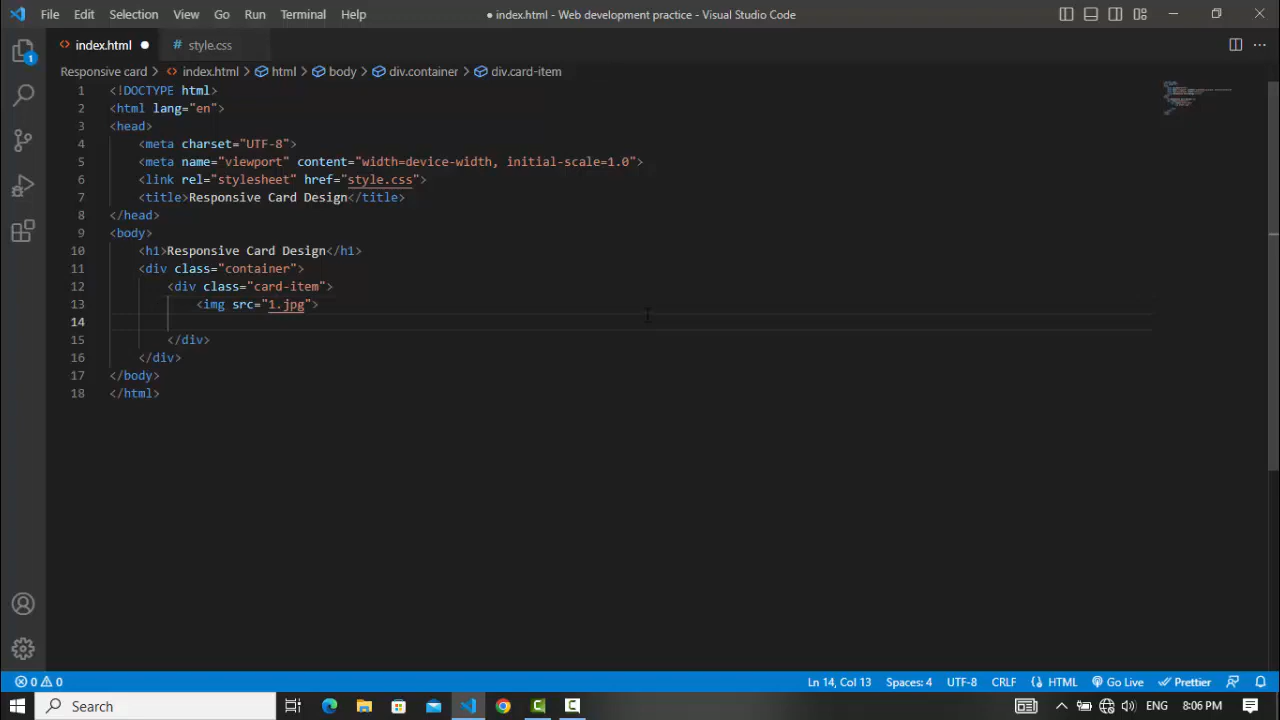 File Edit Selection View Go Run Terminal Help
● index.html - Web development practice - Visual Studio Code
index.html
# style.css
Responsive card > index.html > html > body > div.container > div.card-item
1 <!DOCTYPE html>
2 <html lang="en">
3 <head>
4 <meta charset="UTF-8">
5 <meta name="viewport" content="width=device-width, initial-scale=1.0">
6 <link rel="stylesheet" href="style.css">
7 <title>Responsive Card Design</title>
8 </head>
9 <body>
10 <h1>Responsive Card Design</h1>
11 <div class="container">
12 <div class="card-item">
13 <img src="1.jpg">
14
15 </div>
16 </div>
17 </body>
18 </html>
1
0 0
Ln 14, Col 13 Spaces: 4 UTF-8 CRLF HTML Go Live Prettier
Search
ENG 8:06 PM